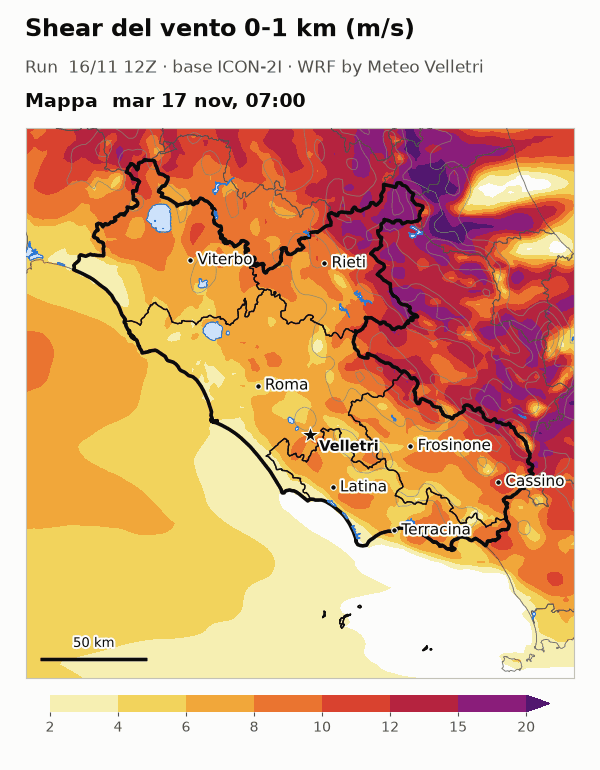 Shear del vento 0-1 km (m/s)
Run 16/11 12Z · base ICON-2I · WRF by Meteo Velletri
Mappa mar 17 nov, 07:00
Viterbo
Rieti
Roma
Velletri
Frosinone
Latina
Cassino
Terracina
50 km
2 4 6 8 10 12 15 20